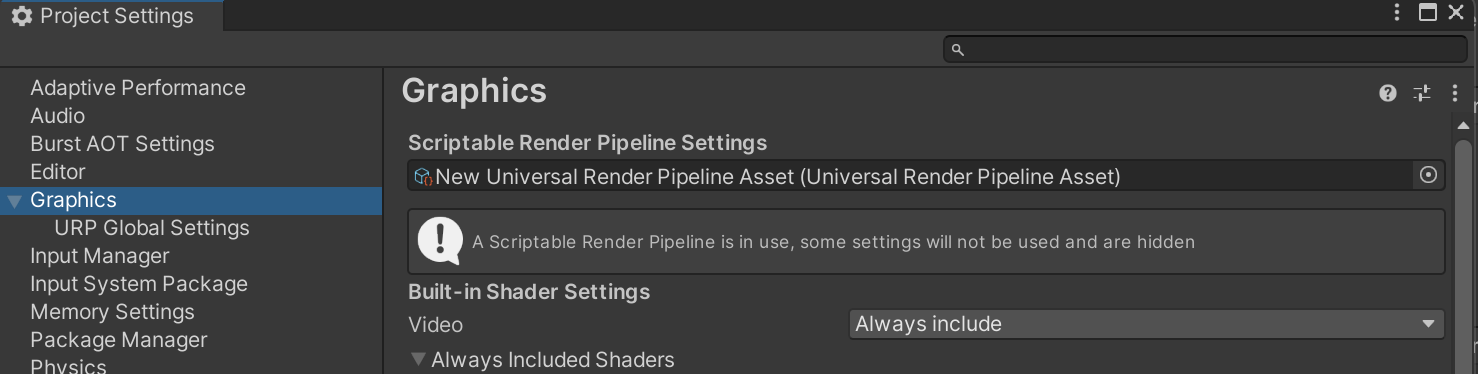 Project Settings
Adaptive Performance
Audio
Burst AOT Settings
Editor
Graphics
URP Global Settings
Input Manager
Input System Package
Memory Settings
Package Manager
Physics
Graphics
Scriptable Render Pipeline Settings
New Universal Render Pipeline Asset (Universal Render Pipeline Asset)
A Scriptable Render Pipeline is in use, some settings will not be used and are hidden
Built-in Shader Settings
Video Always include
Always Included Shaders